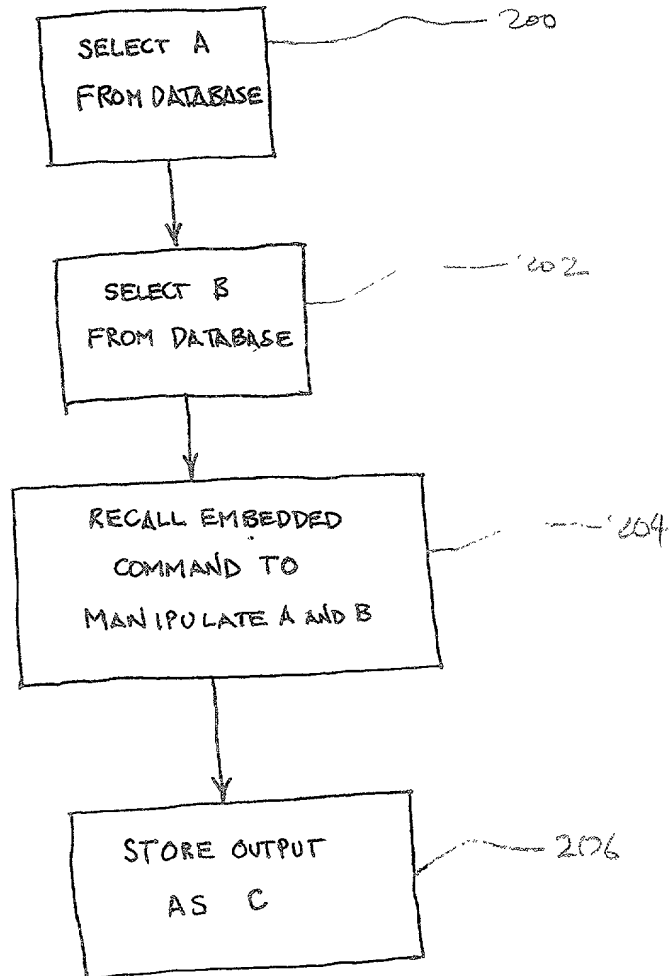 SELECT A
FROM DATABASE
200
SELECT B
FROM DATABASE
202
RECALL EMBEDDED
COMMAND TO
MANIPULATE A AND B
204
STORE OUTPUT
AS C
206